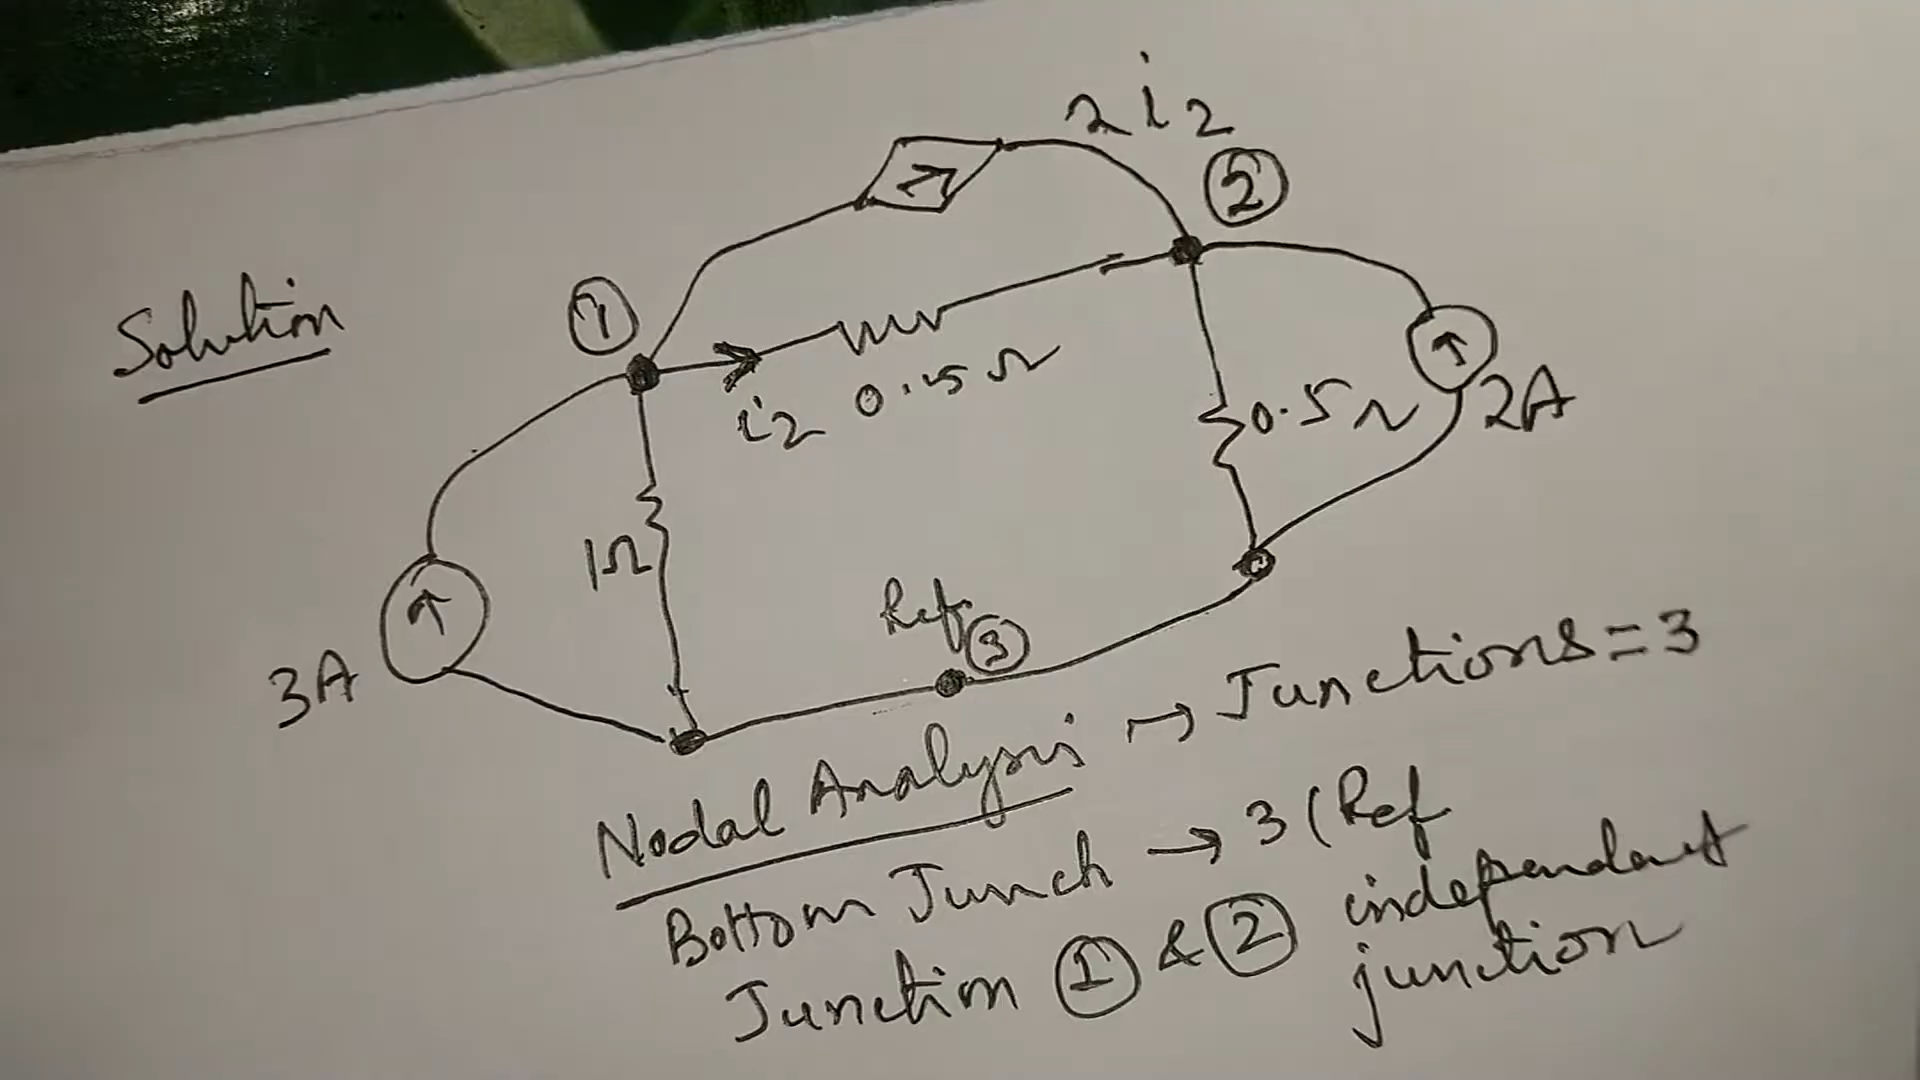 2i2
②
Solution
①
i2 0.25Ω
0.5Ω
2A
1Ω
Ref
③
3A
Nodal Analysis → Junctions=3
Bottom Junch → 3 (Ref
Junction ① & ② independent
junction